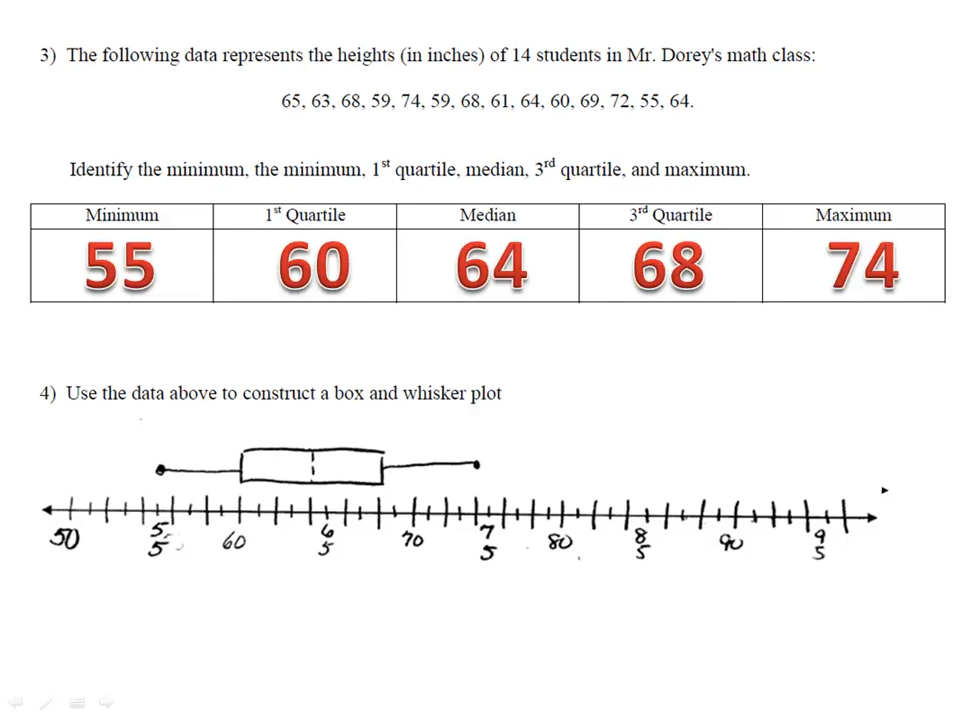 3) The following data represents the heights (in inches) of 14 students in Mr. Dorey's math class:
65, 63, 68, 59, 74, 59, 68, 61, 64, 60, 69, 72, 55, 64.
Identify the minimum, the minimum, 1st quartile, median, 3rd quartile, and maximum.
Minimum 1st Quartile Median 3rd Quartile Maximum
55 60 64 68 74
4) Use the data above to construct a box and whisker plot
50 55 60 65 70 75 80 85 90 95